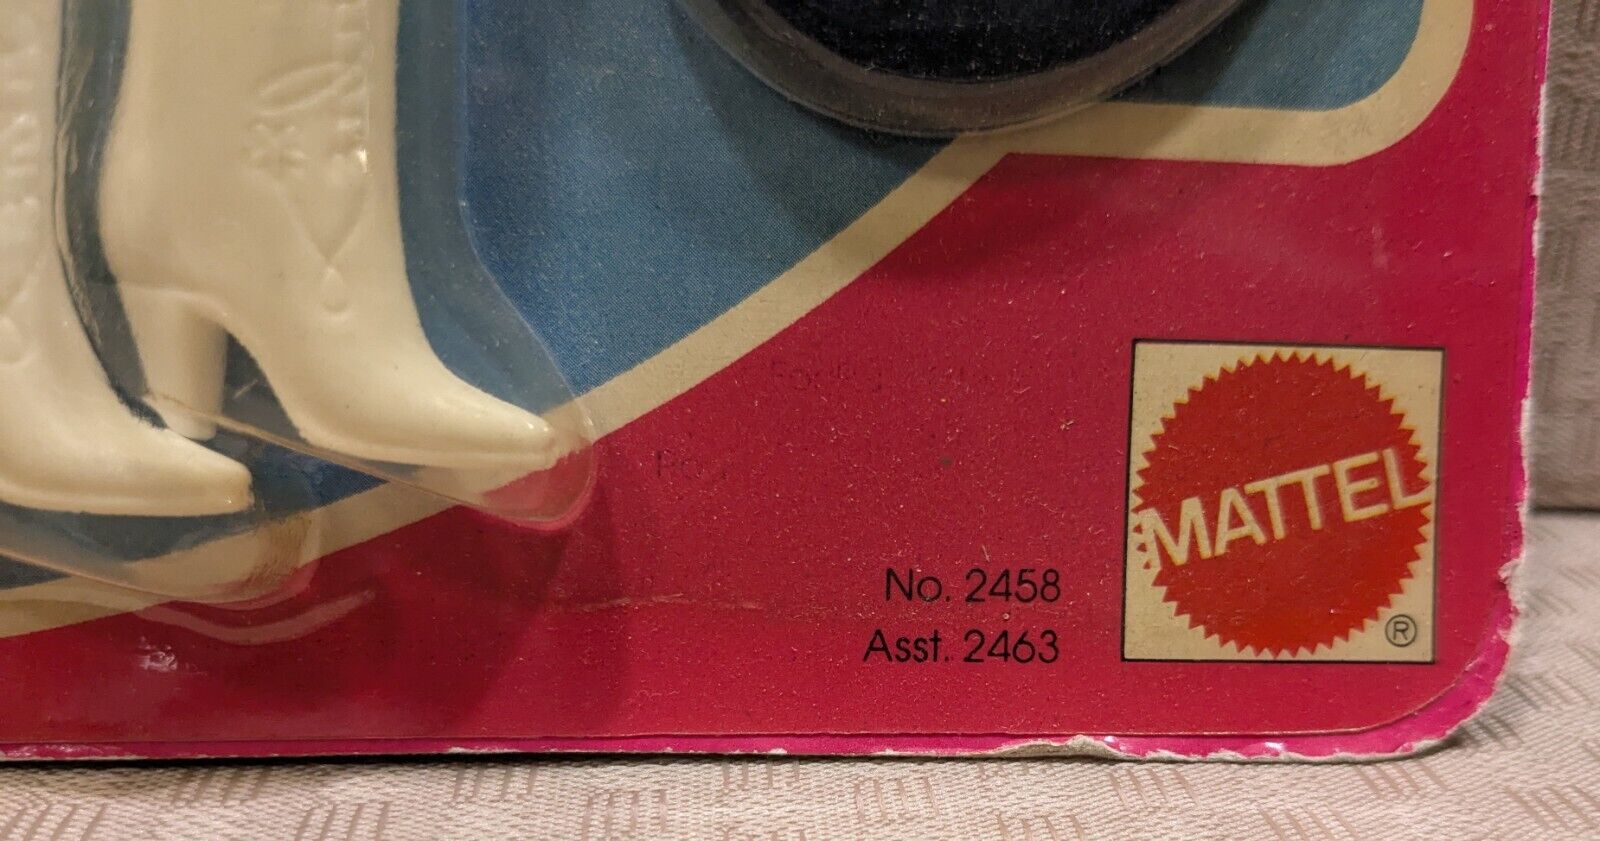 No. 2458
Asst. 2463
MATTEL
®